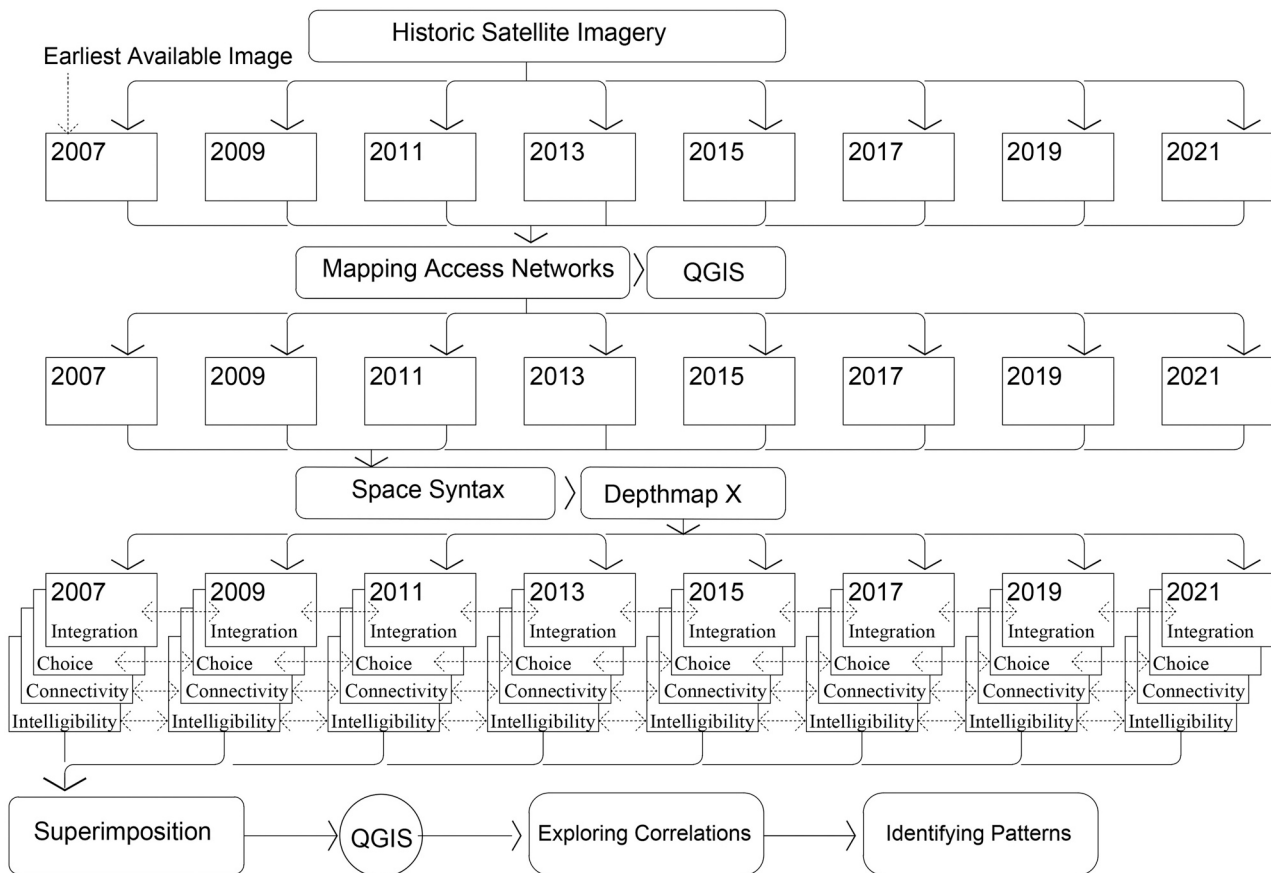 Historic Satellite Imagery
Earliest Available Image
2007 2009 2011 2013 2015 2017 2019 2021
Mapping Access Networks QGIS
2007 2009 2011 2013 2015 2017 2019 2021
Space Syntax Depthmap X
2007 2009 2011 2013 2015 2017 2019 2021
Integration Integration Integration Integration Integration Integration Integration Integration
Choice Choice Choice Choice Choice Choice Choice Choice
Connectivity Connectivity Connectivity Connectivity Connectivity Connectivity Connectivity Connectivity
Intelligibility Intelligibility Intelligibility Intelligibility Intelligibility Intelligibility Intelligibility Intelligibility
Superimposition QGIS Exploring Correlations Identifying Patterns